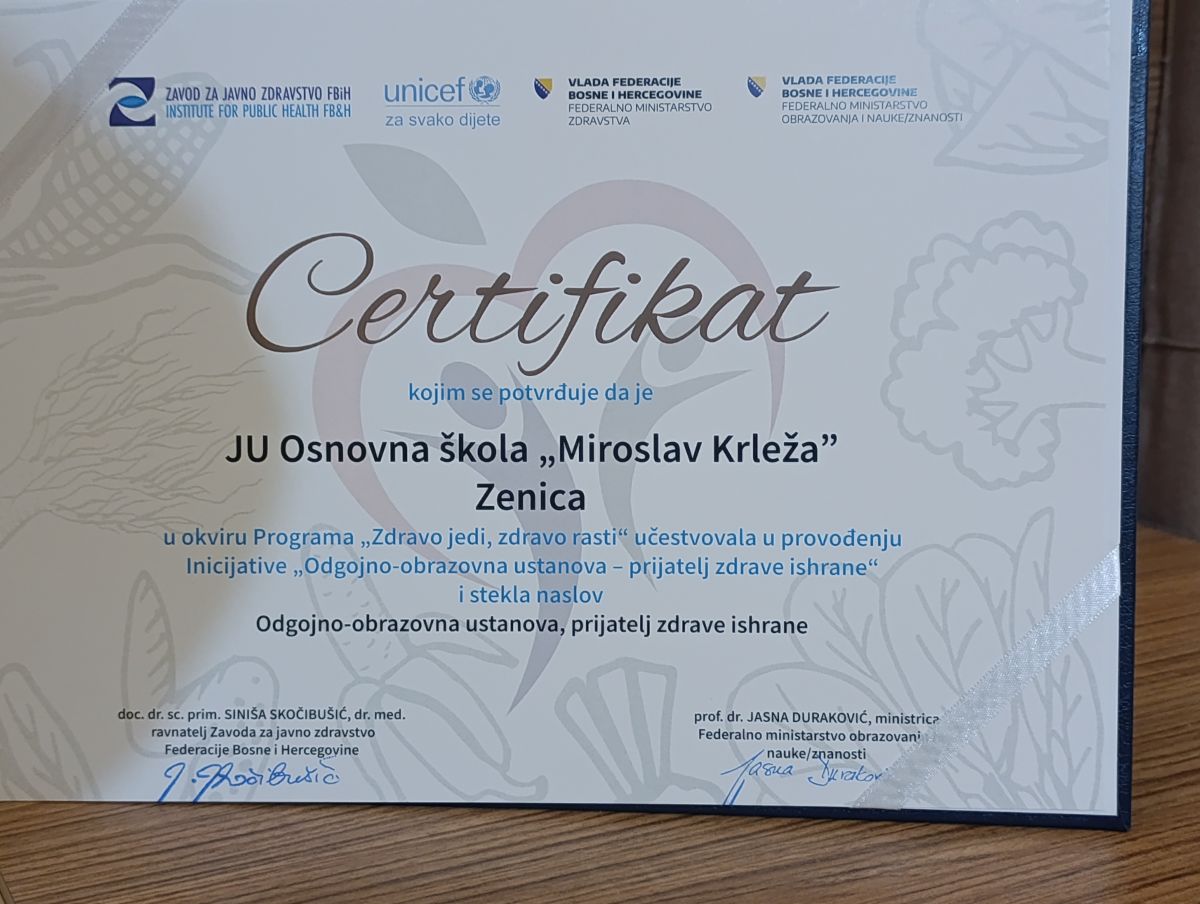 ZAVOD ZA JAVNO ZDRAVSTVO FBiH
INSTITUTE FOR PUBLIC HEALTH FB&H
unicef
za svako dijete
VLADA FEDERACIJE
BOSNE I HERCEGOVINE
FEDERALNO MINISTARSTVO
ZDRAVSTVA
VLADA FEDERACIJE
BOSNE I HERCEGOVINE
FEDERALNO MINISTARSTVO
OBRAZOVANJA I NAUKE/ZNANOSTI
Certifikat
kojim se potvrđuje da je
JU Osnovna škola „Miroslav Krleža”
Zenica
u okviru Programa „Zdravo jedi, zdravo rasti“ učestvovala u provođenju
Inicijative „Odgojno-obrazovna ustanova – prijatelj zdrave ishrane“
i stekla naslov
Odgojno-obrazovna ustanova, prijatelj zdrave ishrane
doc. dr. sc. prim. SINIŠA SKOČIBUŠIĆ, dr. med.
ravnatelj Zavoda za javno zdravstvo
Federacije Bosne i Hercegovine
prof. dr. JASNA DURAKOVIĆ, ministrica
Federalno ministarstvo obrazovanj
nauke/znanosti
Jasna